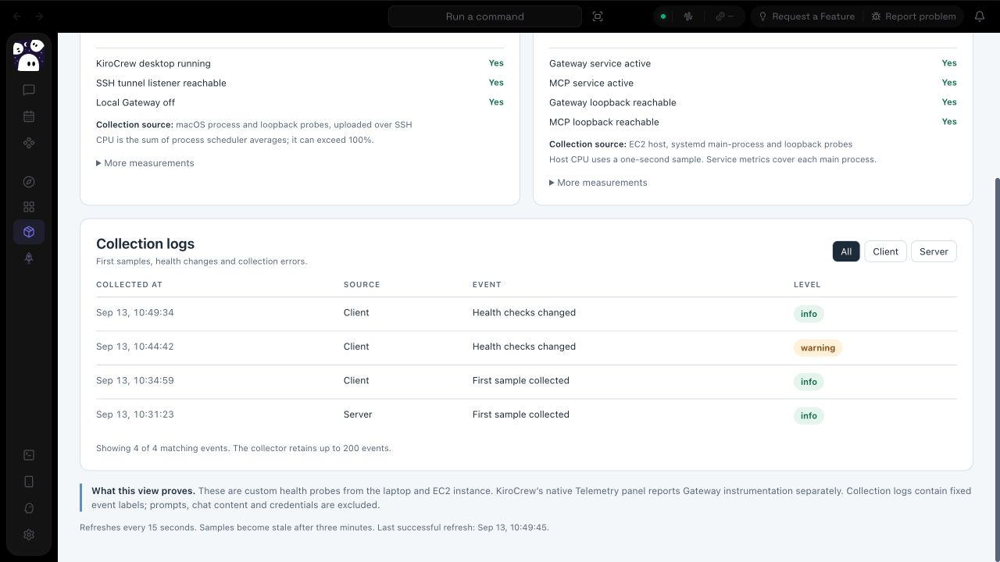 Run a command
Request a Feature
Report problem
KiroCrew desktop running Yes
SSH tunnel listener reachable Yes
Local Gateway off Yes
Collection source: macOS process and loopback probes, uploaded over SSH
CPU is the sum of process scheduler averages; it can exceed 100%.
More measurements
Gateway service active Yes
MCP service active Yes
Gateway loopback reachable Yes
MCP loopback reachable Yes
Collection source: EC2 host, systemd main-process and loopback probes
Host CPU uses a one-second sample. Service metrics cover each main process.
More measurements
Collection logs
First samples, health changes and collection errors.
All Client Server
COLLECTED AT SOURCE EVENT LEVEL
Sep 13, 10:49:34 Client Health checks changed info
Sep 13, 10:44:42 Client Health checks changed warning
Sep 13, 10:34:59 Client First sample collected info
Sep 13, 10:31:23 Server First sample collected info
Showing 4 of 4 matching events. The collector retains up to 200 events.
What this view proves. These are custom health probes from the laptop and EC2 instance. KiroCrew’s native Telemetry panel reports Gateway instrumentation separately. Collection logs contain fixed
event labels; prompts, chat content and credentials are excluded.
Refreshes every 15 seconds. Samples become stale after three minutes. Last successful refresh: Sep 13, 10:49:45.